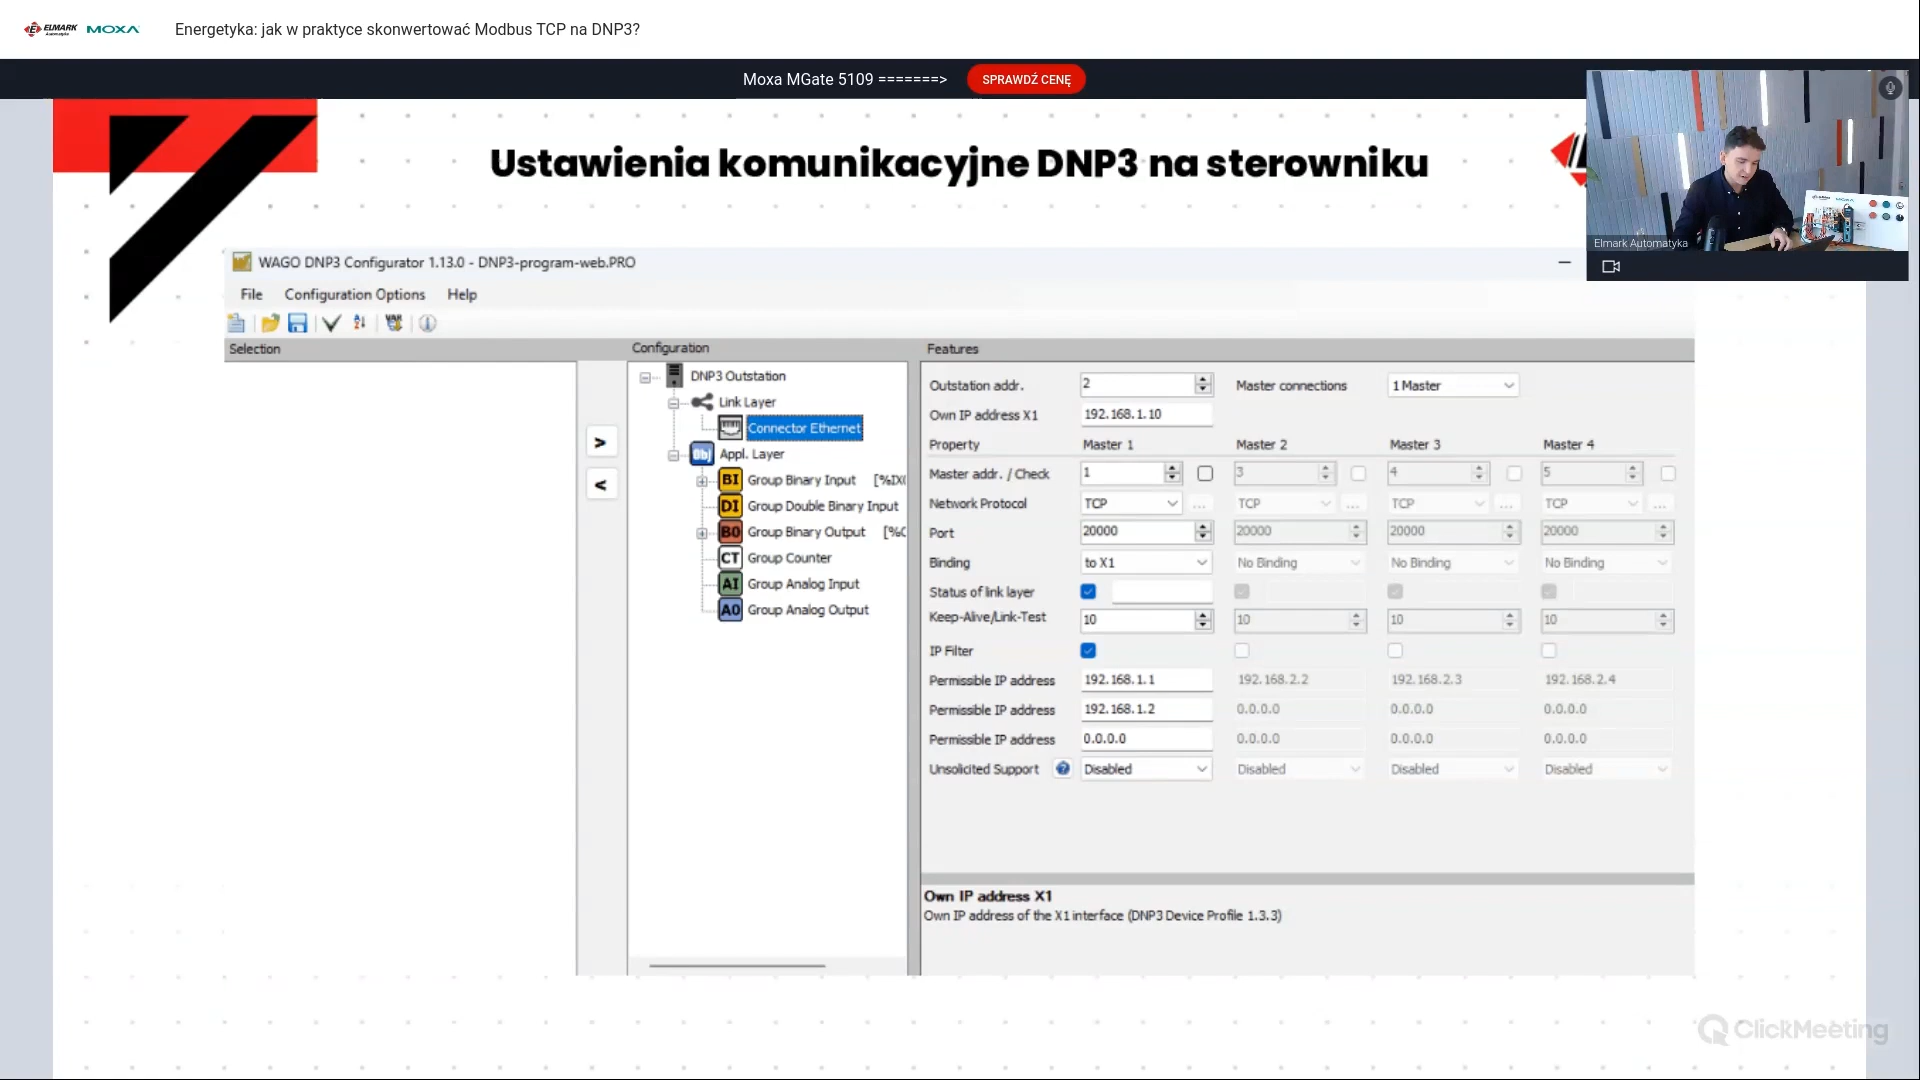 ELMARK
Automatyka
MOXA
Energetyka: jak w praktyce skonwertować Modbus TCP na DNP3?
Moxa MGate 5109 =======> SPRAWDŹ CENĘ
Ustawienia komunikacyjne DNP3 na sterowniku
Elmark Automatyka
WAGO DNP3 Configurator 1.13.0 - DNP3-program-web.PRO
File Configuration Options Help
Selection
Configuration
DNP3 Outstation
Link Layer
Connector Ethernet
Obj Appl. Layer
BI Group Binary Input [%IX(
DI Group Double Binary Input
BO Group Binary Output
CT Group Counter
AI Group Analog Input
AO Group Analog Output
>
<
Features
Outstation addr. 2 Master connections 1 Master
Own IP address X1 192.168.1.10
Property Master 1 Master 2 Master 3 Master 4
Master addr. / Check 1 3 4 5
Network Protocol TCP ... TCP ... TCP ... TCP ...
Port 20000 20000 20000 20000
Binding to X1 No Binding No Binding No Binding
Status of link layer
Keep-Alive/Link-Test 10 10 10 10
IP Filter
Permissible IP address 192.168.1.1 192.168.2.2 192.168.2.3 192.168.2.4
Permissible IP address 192.168.1.2 0.0.0.0 0.0.0.0 0.0.0.0
Permissible IP address 0.0.0.0 0.0.0.0 0.0.0.0 0.0.0.0
Unsolicited Support ? Disabled Disabled Disabled Disabled
Own IP address X1
Own IP address of the X1 interface (DNP3 Device Profile 1.3.3)
ClickMeeting